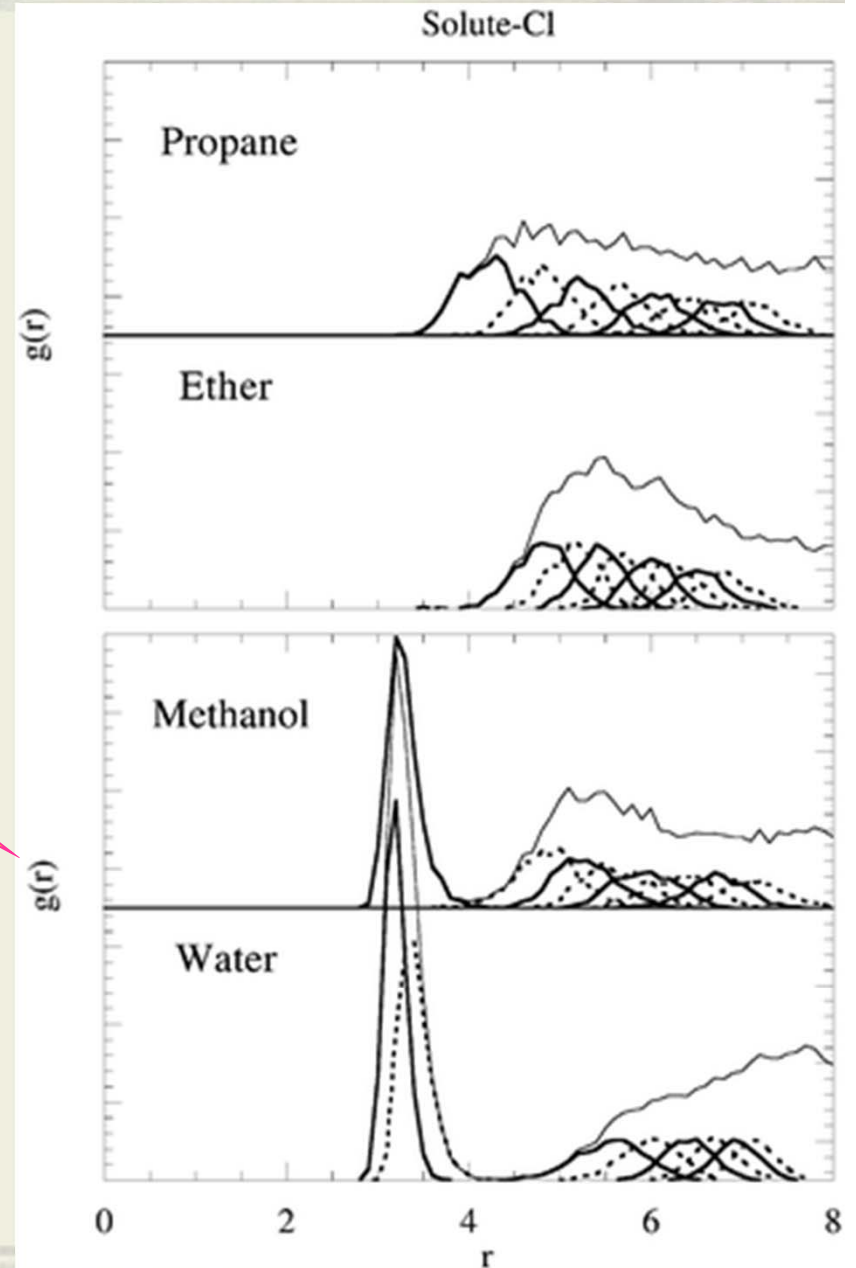 Solute-Cl
Propane
g(r)
Ether
Methanol
g(r)
Water
0 2 4 6 8
r